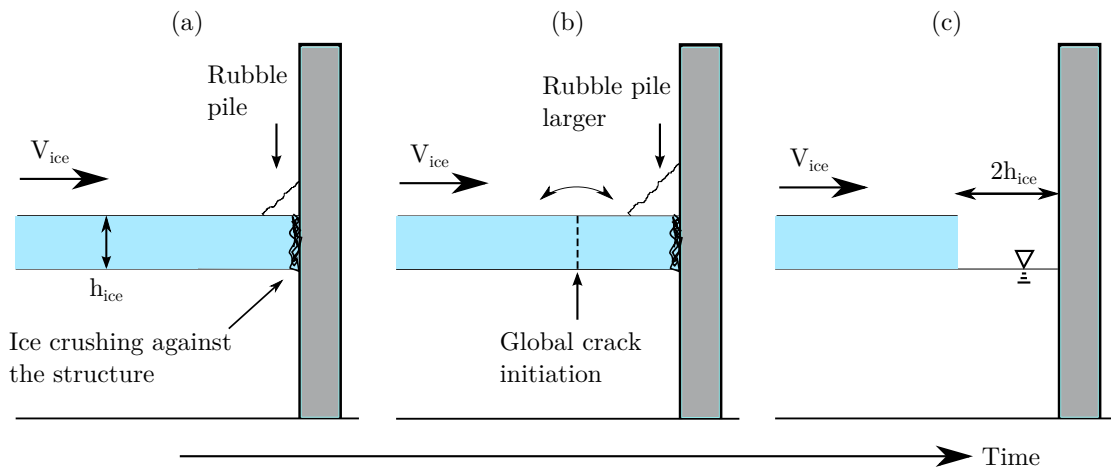 (a)
Rubble
pile
V_ice
h_ice
Ice crushing against
the structure
(b)
Rubble pile
larger
V_ice
Global crack
initiation
(c)
V_ice
2h_ice
Time